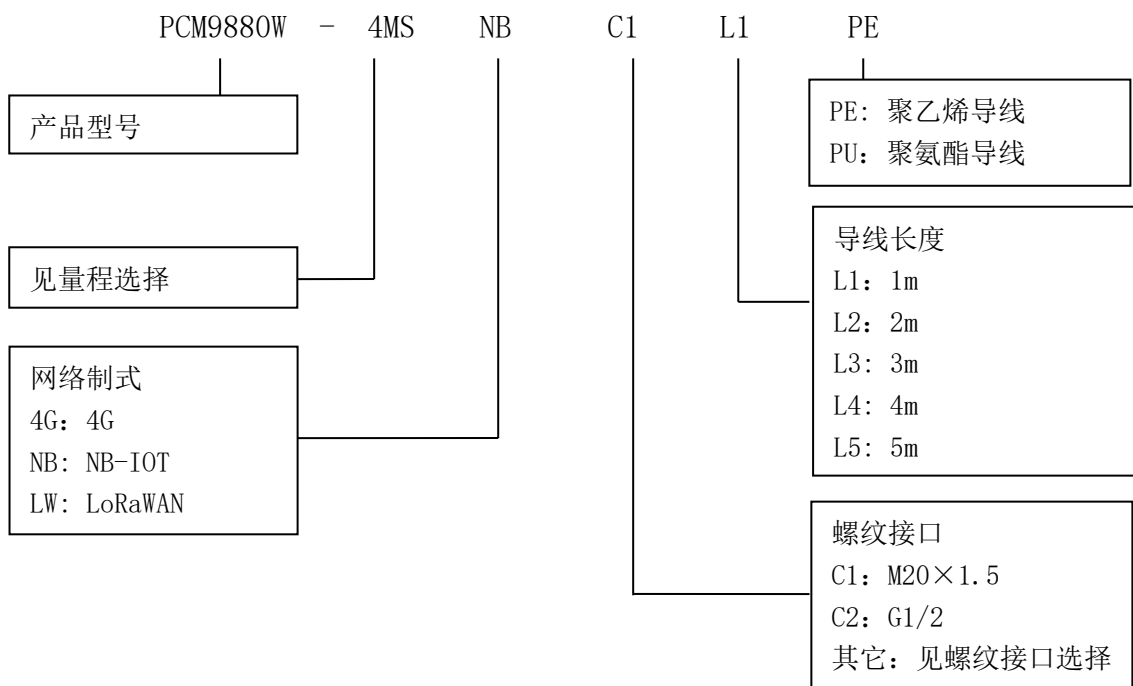 PCM9880W - 4MS NB C1 L1 PE
产品型号
见量程选择
网络制式
4G：4G
NB: NB-IOT
LW: LoRaWAN
PE: 聚乙烯导线
PU：聚氨酯导线
导线长度
L1：1m
L2：2m
L3: 3m
L4: 4m
L5: 5m
螺纹接口
C1：M20×1.5
C2：G1/2
其它：见螺纹接口选择